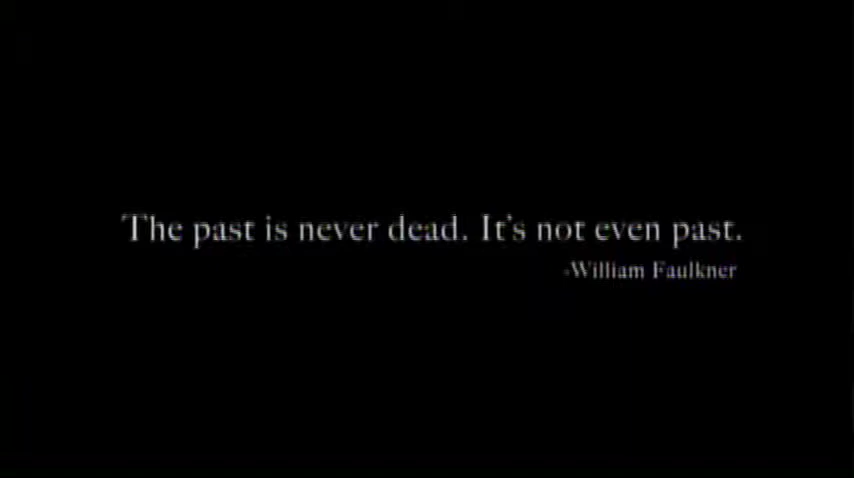 The past is never dead. It's not even past.
-William Faulkner